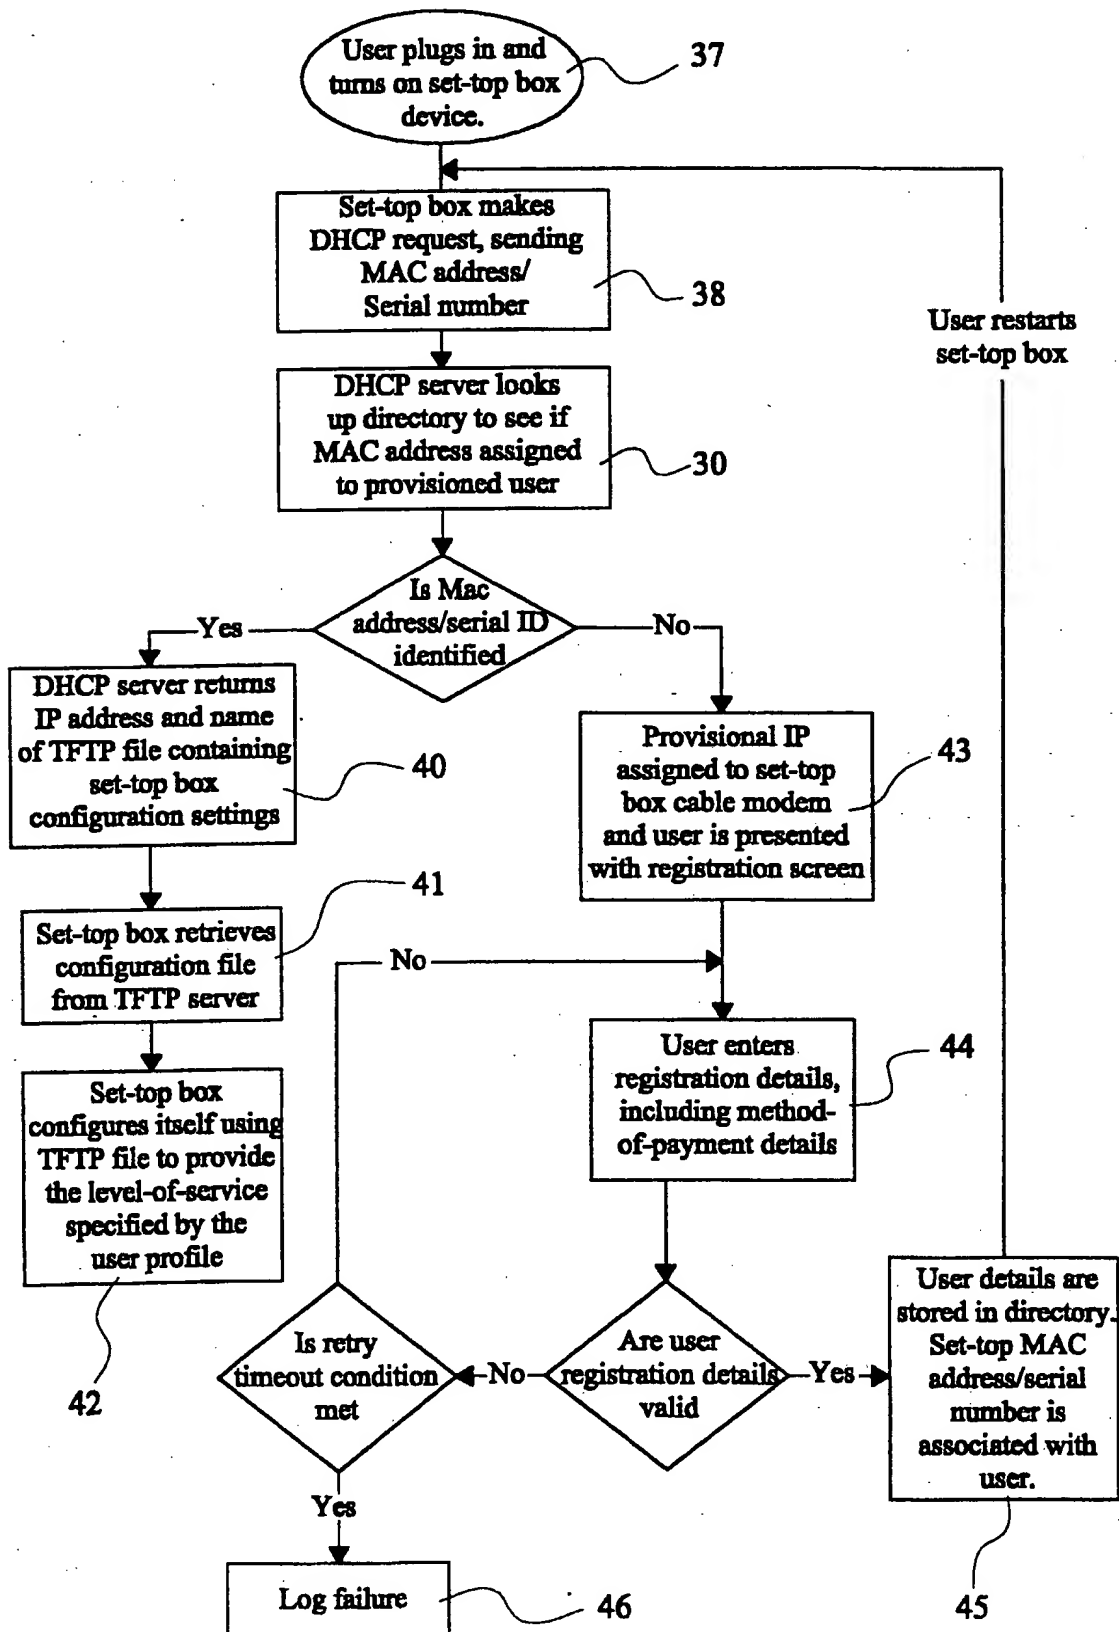 User plugs in and
turns on set-top box
device.
37
Set-top box makes
DHCP request, sending
MAC address/
Serial number
38
User restarts
set-top box
DHCP server looks
up directory to see if
MAC address assigned
to provisioned user
30
Is Mac
address/serial ID
identified
Yes
No
DHCP server returns
IP address and name
of TFTP file containing
set-top box
configuration settings
40
Provisional IP
assigned to set-top
box cable modem
and user is presented
with registration screen
43
41
Set-top box retrieves
configuration file
from TFTP server
No
User enters
registration details,
including method-
of-payment details
44
Set-top box
configures itself using
TFTP file to provide
the level-of-service
specified by the
user profile
42
Is retry
timeout condition
met
No
Are user
registration details
valid
Yes
User details are
stored in directory.
Set-top MAC
address/serial
number is
associated with
user.
45
Yes
Log failure
46